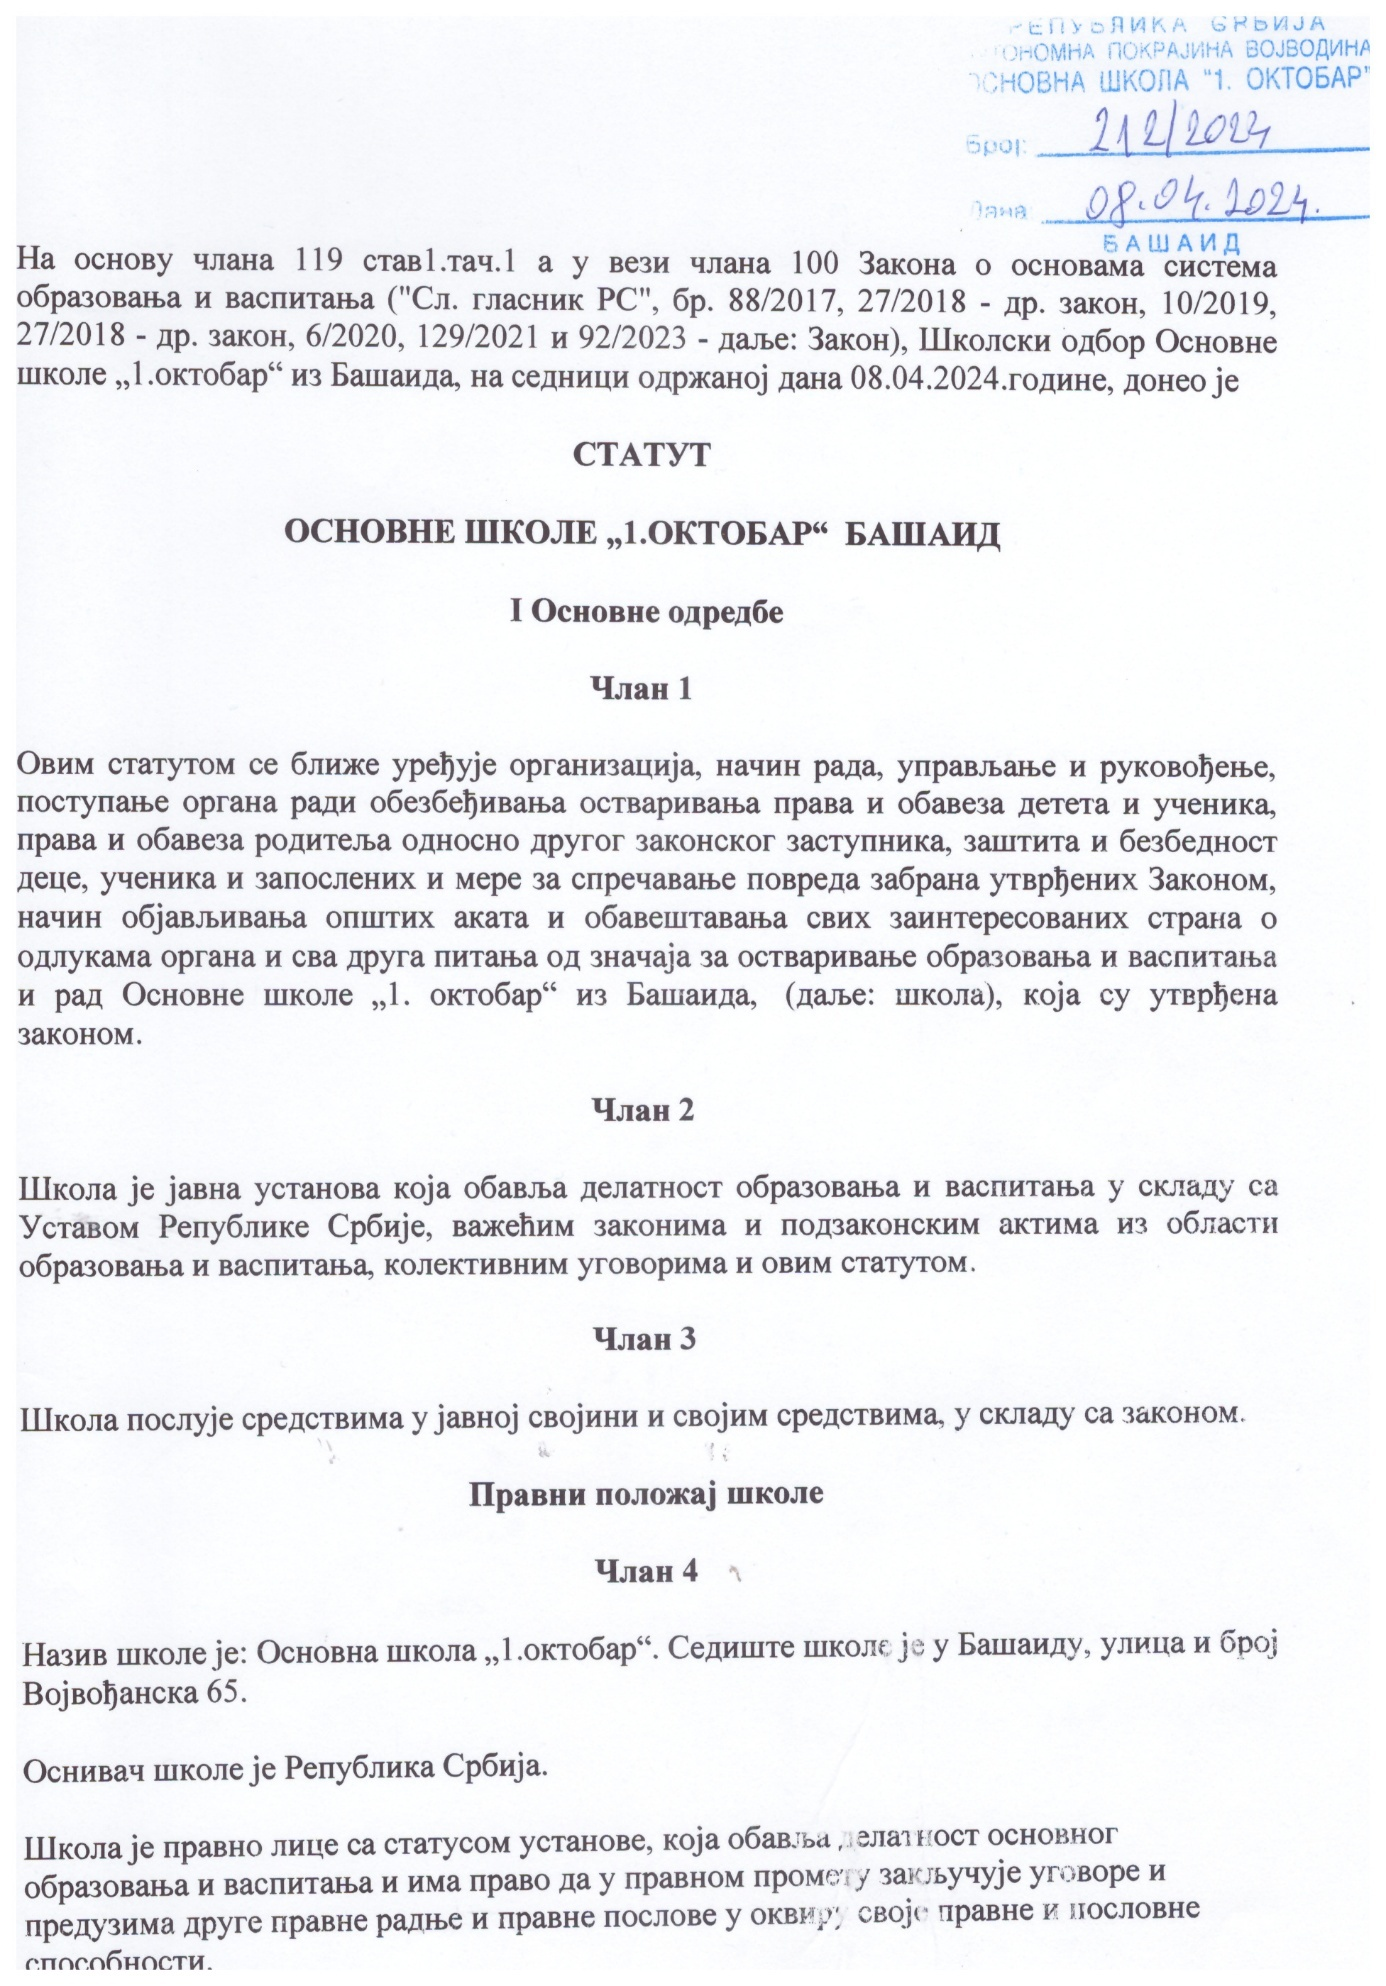 РЕПУБЛИКА СРБИЈА
АУТОНОМНА ПОКРАЈИНА ВОЈВОДИНА
ОСНОВНА ШКОЛА "1. ОКТОБАР"
Број: 212/2024
Дана 08.04.2024.
БАШАИД
На основу члана 119 став1.тач.1 а у вези члана 100 Закона о основама система
образовања и васпитања ("Сл. гласник РС", бр. 88/2017, 27/2018 - др. закон, 10/2019,
27/2018 - др. закон, 6/2020, 129/2021 и 92/2023 - даље: Закон), Школски одбор Основне
школе „1.октобар“ из Башаида, на седници одржаној дана 08.04.2024.године, донео је
СТАТУТ
ОСНОВНЕ ШКОЛЕ „1.ОКТОБАР“ БАШАИД
I Основне одредбе
Члан 1
Овим статутом се ближе уређује организација, начин рада, управљање и руковођење,
поступање органа ради обезбеђивања остваривања права и обавеза детета и ученика,
права и обавеза родитеља односно другог законског заступника, заштита и безбедност
деце, ученика и запослених и мере за спречавање повреда забрана утврђених Законом,
начин објављивања општих аката и обавештавања свих заинтересованих страна о
одлукама органа и сва друга питања од значаја за остваривање образовања и васпитања
и рад Основне школе „1. октобар“ из Башаида, (даље: школа), која су утврђена
законом.
Члан 2
Школа је јавна установа која обавља делатност образовања и васпитања у складу са
Уставом Републике Србије, важећим законима и подзаконским актима из области
образовања и васпитања, колективним уговорима и овим статутом.
Члан 3
Школа послује средствима у јавној својини и својим средствима, у складу са законом.
Правни положај школе
Члан 4
Назив школе је: Основна школа „1.октобар“. Седиште школе је у Башаиду, улица и број
Војвођанска 65.
Оснивач школе је Република Србија.
Школа је правно лице са статусом установе, која обавља делатност основног
образовања и васпитања и има право да у правном промету закључује уговоре и
предузима друге правне радње и правне послове у оквиру своје правне и пословне
способности.